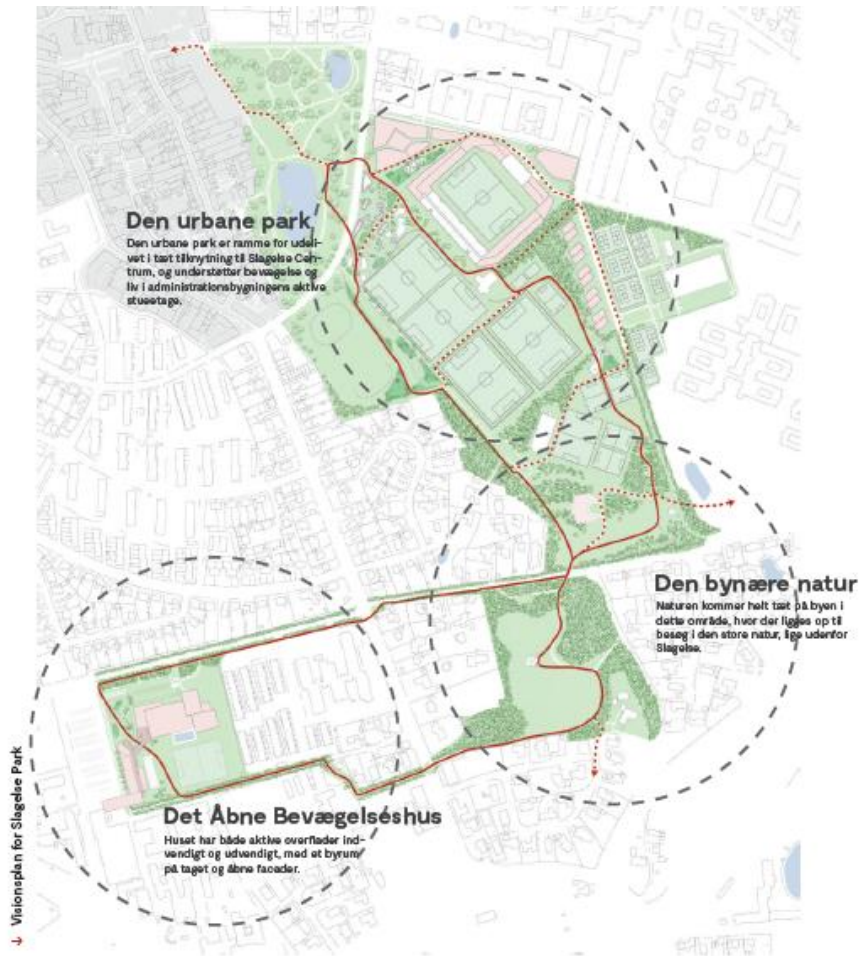 Den urbane park
Den urbane park er ramme for udeli-
vet i tæt tilknytning til Slagelse Cen-
trum, og understøtter bevægelse og
liv i administrationsbygningens aktive
stueetage.
Den bynære natur
Naturen kommer helt tæt på byen i
dette område, hvor der ligges op til
besøg i den store natur, lige udenfor
Slagelse.
Det Åbne Bevægelseshus
Huset har både aktive overflader ind-
vendigt og udvendigt, med et byrum
på taget og åbne facader.
↓ Visionsplan for Slagelse Park